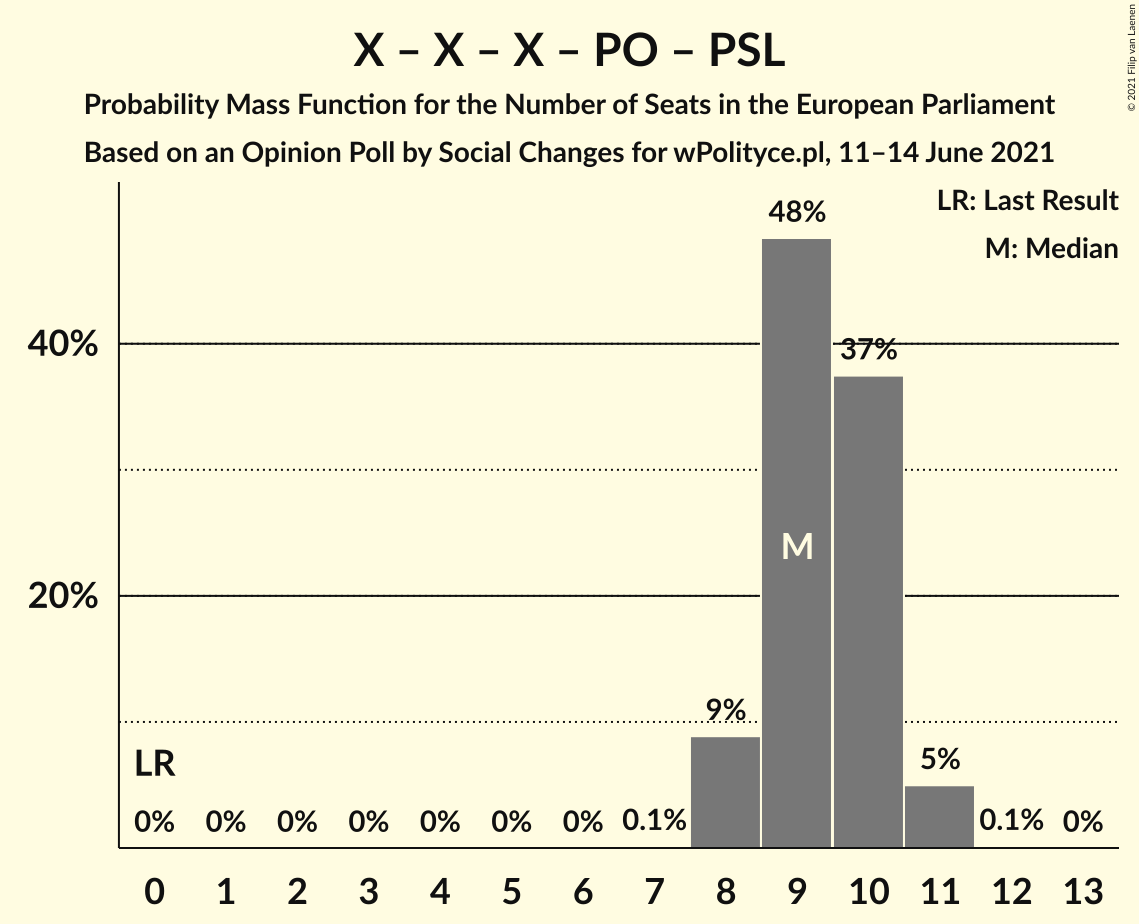 X – X – X – PO – PSL
Probability Mass Function for the Number of Seats in the European Parliament
Based on an Opinion Poll by Social Changes for wPolityce.pl, 11–14 June 2021
© 2021 Filip van Laenen
LR: Last Result
M: Median
48%
40%
37%
M
20%
9%
5%
LR
0% 0% 0% 0% 0% 0% 0% 0.1% 0.1% 0%
0 1 2 3 4 5 6 7 8 9 10 11 12 13